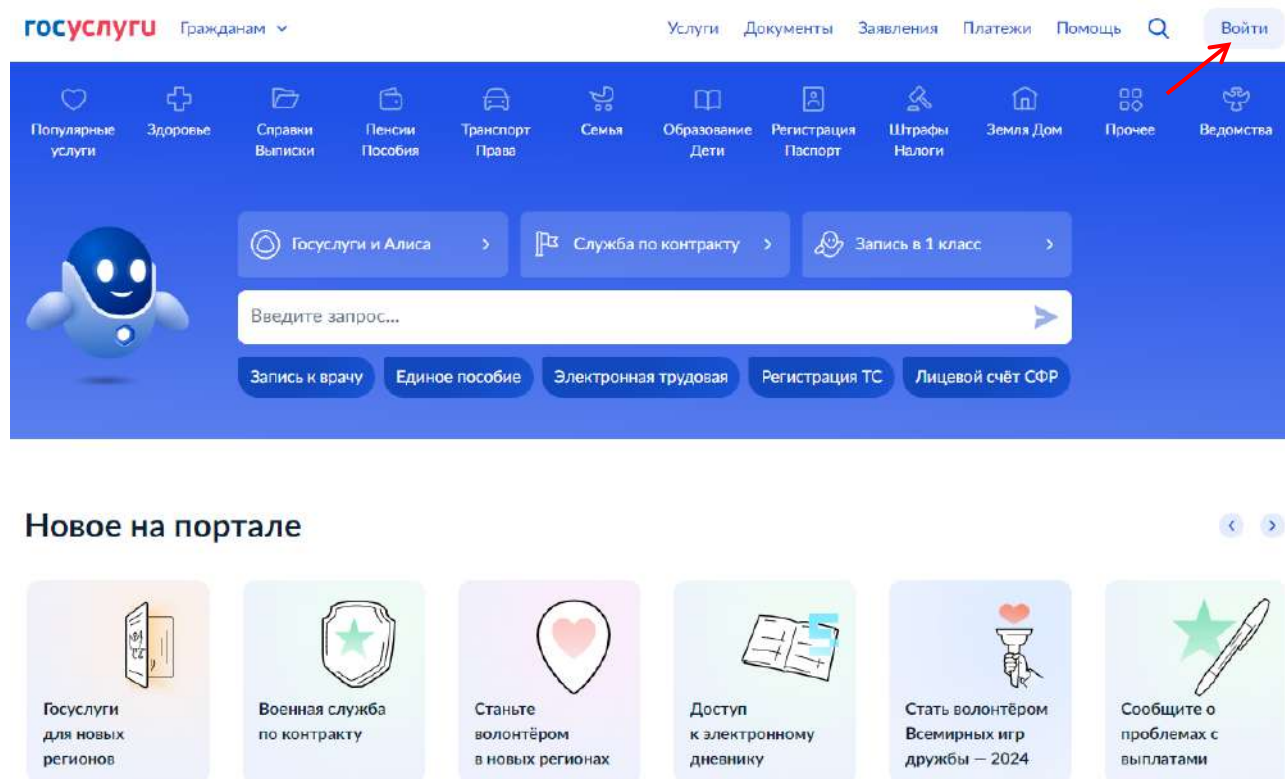 госуслуги Гражданам Услуги Документы Заявления Платежи Помощь Войти
Популярные услуги
Здоровье
Справки Выписки
Пенсии Пособия
Транспорт Права
Семья
Образование Дети
Регистрация Паспорт
Штрафы Налоги
Земля Дом
Прочее
Ведомства
Госуслуги и Алиса
Служба по контракту
Запись в 1 класс
Введите запрос...
Запись к врачу
Единое пособие
Электронная трудовая
Регистрация ТС
Лицевой счёт СФР
Новое на портале
Госуслуги
для новых
регионов
Военная служба
по контракту
Станьте
волонтёром
в новых регионах
Доступ
к электронному
дневнику
Стать волонтёром
Всемирных игр
дружбы — 2024
Сообщите о
проблемах с
выплатами